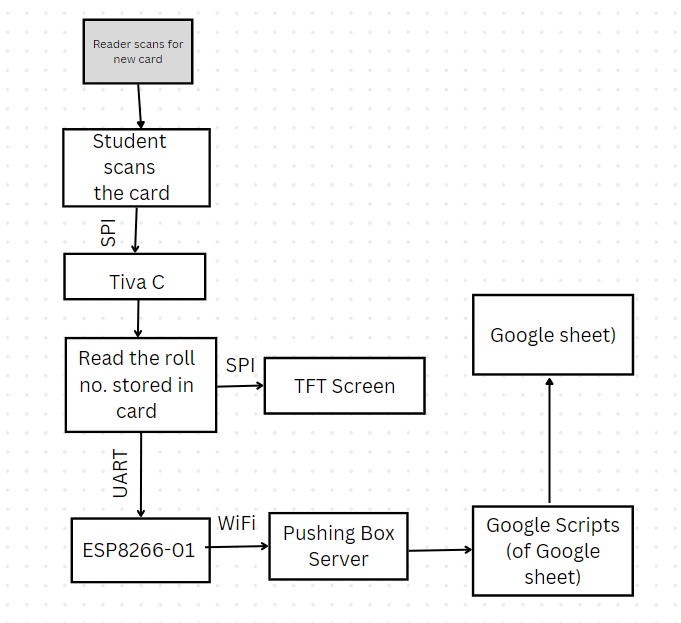 Reader scans for
new card
Student
scans
the card
SPI
Tiva C
Read the roll
no. stored in
card
SPI
TFT Screen
Google sheet)
UART
ESP8266-01
WiFi
Pushing Box
Server
Google Scripts
(of Google
sheet)